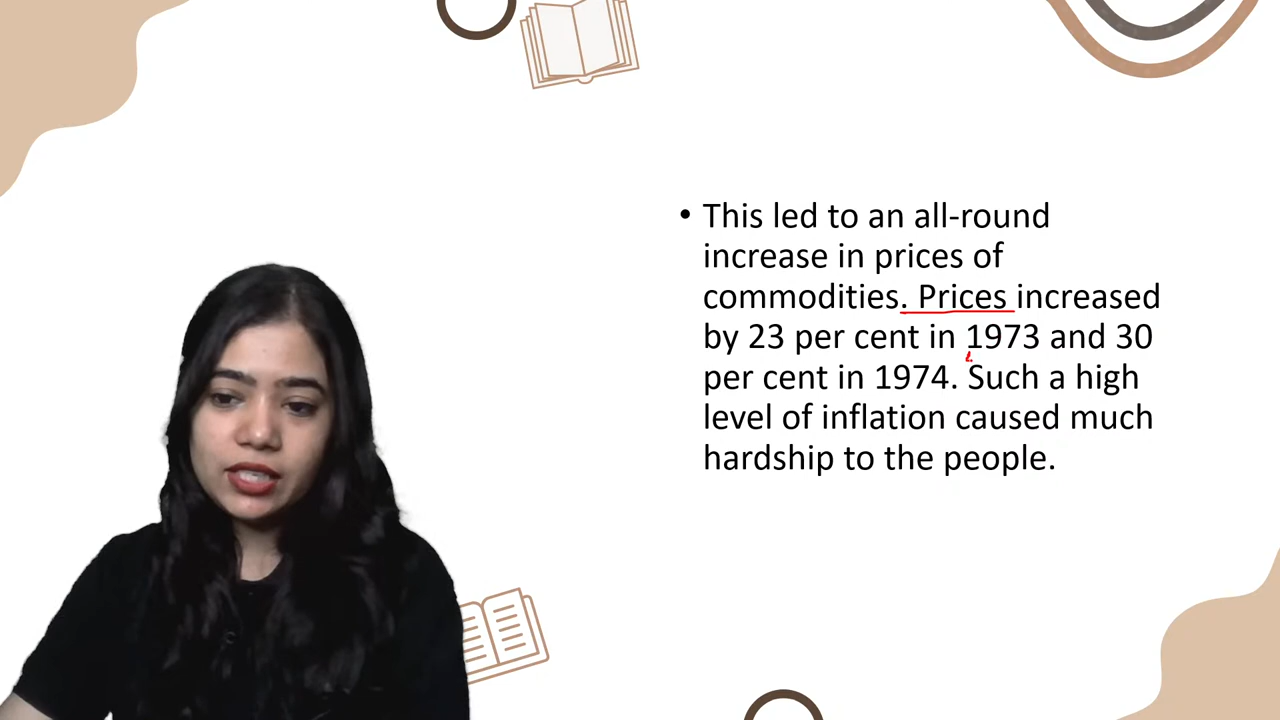 • This led to an all-round
increase in prices of
commodities. Prices increased
by 23 per cent in 1973 and 30
per cent in 1974. Such a high
level of inflation caused much
hardship to the people.